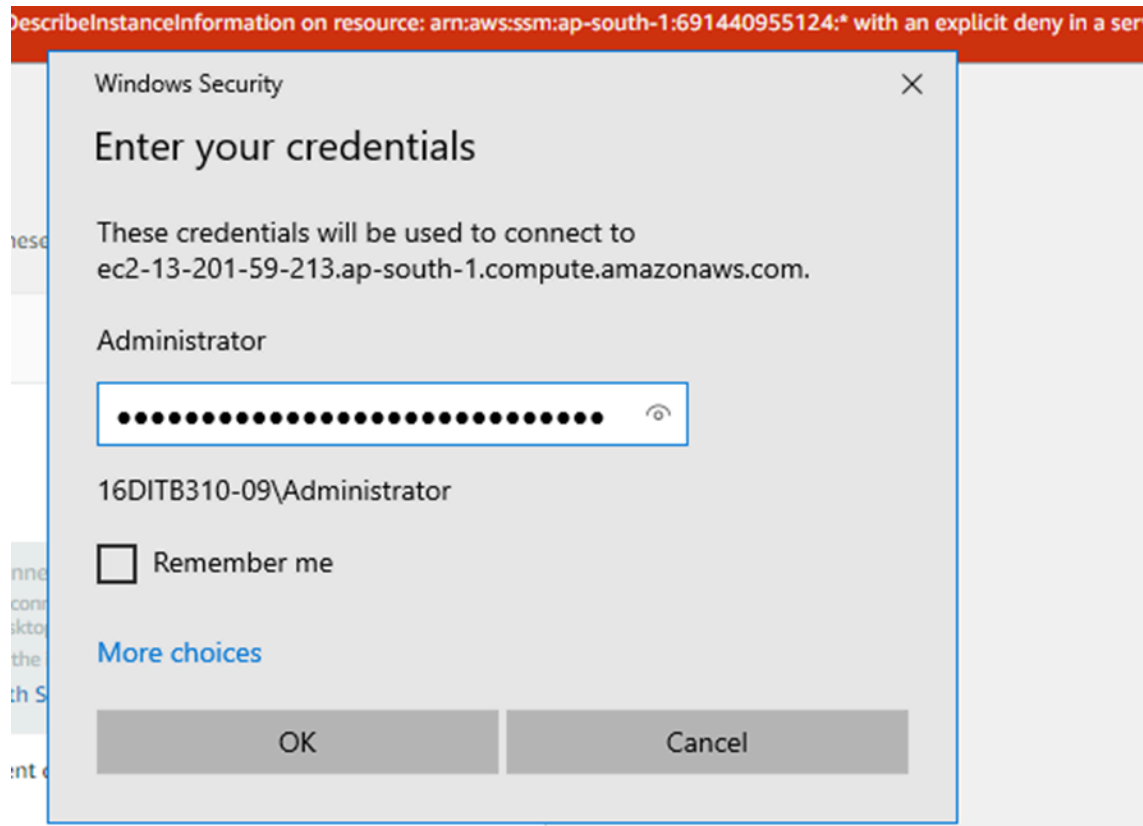 DescribeInstanceInformation on resource: arn:aws:ssm:ap-south-1:691440955124:* with an explicit deny in a ser
Windows Security
Enter your credentials
These credentials will be used to connect to
ec2-13-201-59-213.ap-south-1.compute.amazonaws.com.
Administrator
16DITB310-09\Administrator
Remember me
the
More choices
OK
Cancel